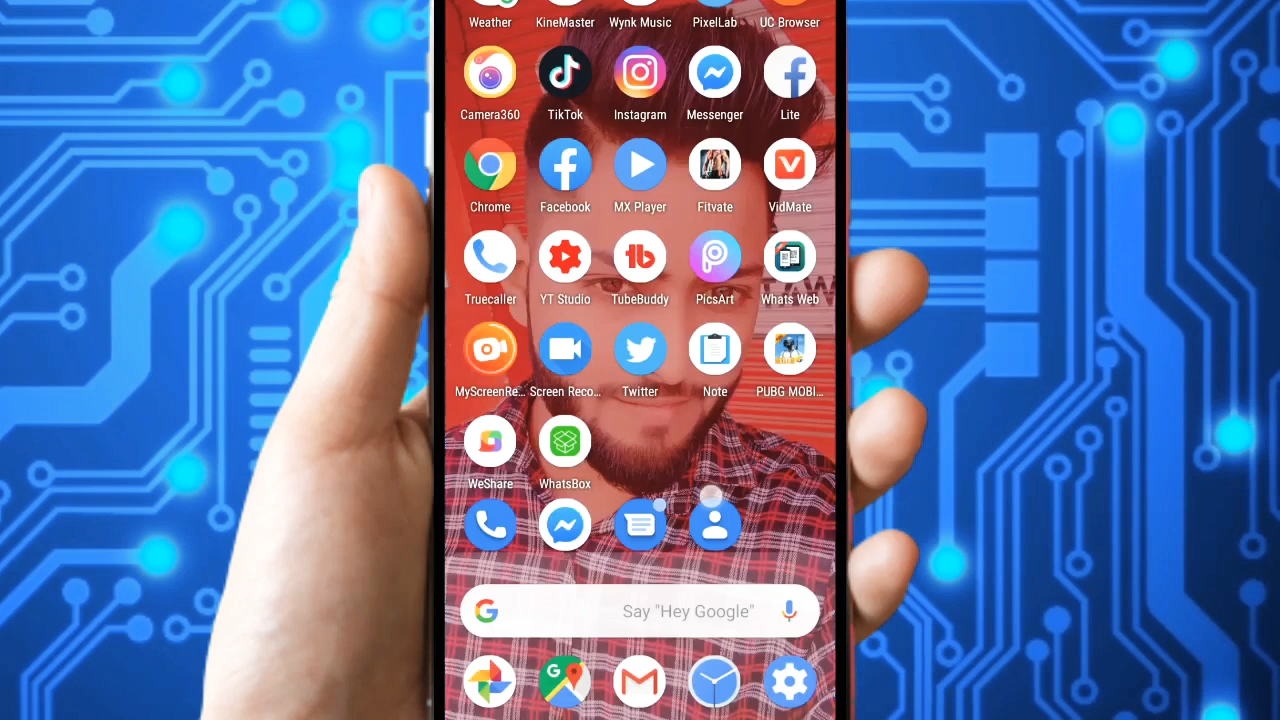 Weather KineMaster Wynk Music PixelLab UC Browser
Camera360 TikTok Instagram Messenger Lite
Chrome Facebook MX Player Fitvate VidMate
Truecaller YT Studio TubeBuddy PicsArt Whats Web
MyScreenRe... Screen Reco... Twitter Note PUBG MOBI...
WeShare WhatsBox
Say "Hey Google"